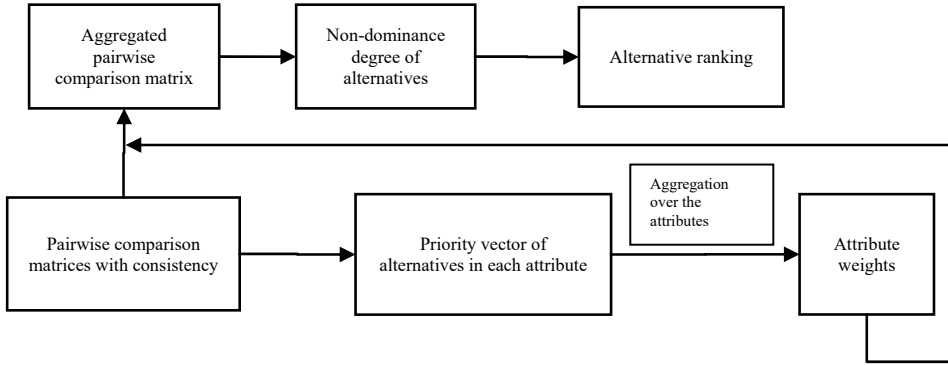 Aggregated
pairwise
comparison matrix
Non-dominance
degree of
alternatives
Alternative ranking
Aggregation
over the
attributes
Pairwise comparison
matrices with consistency
Priority vector of
alternatives in each attribute
Attribute
weights